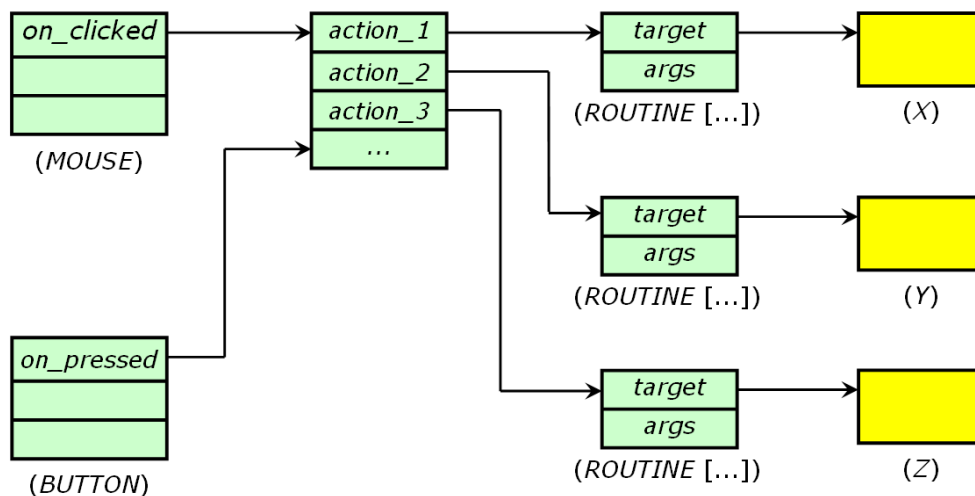 on_clicked
(MOUSE)
on_pressed
(BUTTON)
action_1
action_2
action_3
...
target
args
(ROUTINE [...])
(X)
target
args
(ROUTINE [...])
(Y)
target
args
(ROUTINE [...])
(Z)